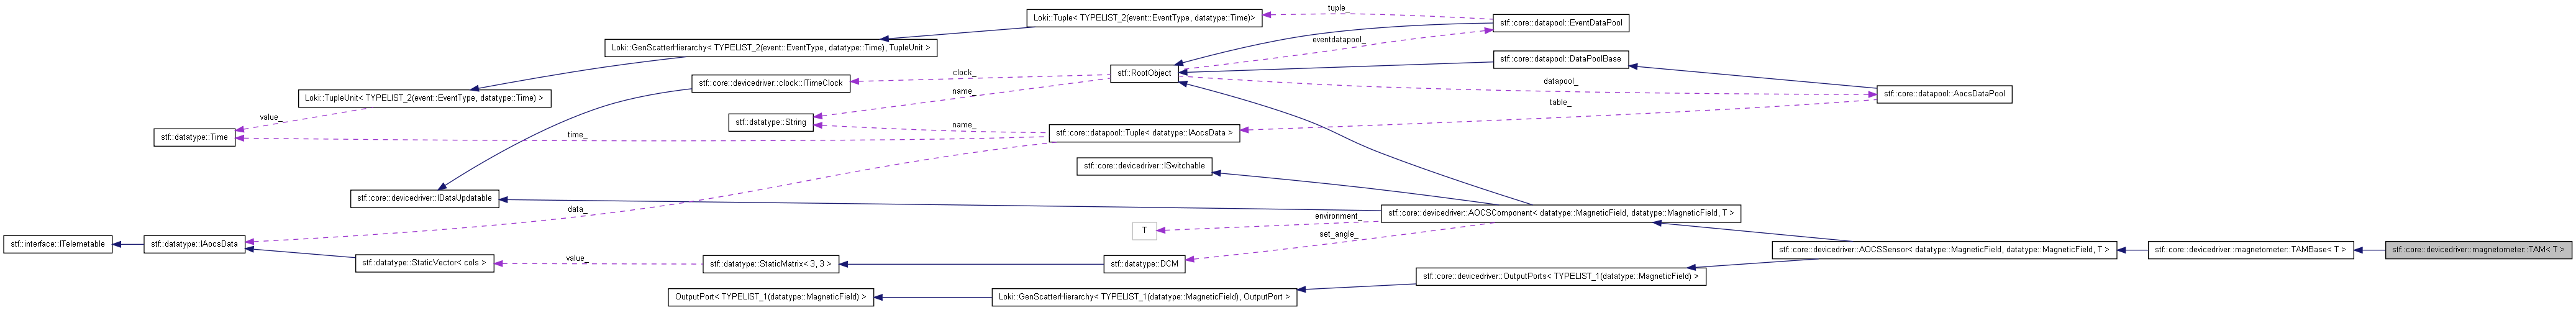 tuple_
Loki::Tuple< TYPELIST_2(event::EventType, datatype::Time)>
stf::core::datapool::EventDataPool
eventdatapool_
Loki::GenScatterHierarchy< TYPELIST_2(event::EventType, datatype::Time), TupleUnit >
stf::core::datapool::DataPoolBase
clock_
stf::RootObject
stf::core::devicedriver::clock::ITimeClock
datapool_
name_
stf::core::datapool::AocsDataPool
Loki::TupleUnit< TYPELIST_2(event::EventType, datatype::Time) >
table_
value_
stf::datatype::String
name_
stf::core::datapool::Tuple< datatype::IAocsData >
time_
stf::datatype::Time
stf::core::devicedriver::ISwitchable
stf::core::devicedriver::IDataUpdatable
data_
stf::core::devicedriver::AOCSComponent< datatype::MagneticField, datatype::MagneticField, T >
environment_
T
set_angle_
stf::interface::ITelemetable
stf::datatype::IAocsData
stf::core::devicedriver::AOCSSensor< datatype::MagneticField, datatype::MagneticField, T >
stf::core::devicedriver::magnetometer::TAMBase< T >
stf::core::devicedriver::magnetometer::TAM< T >
value_
stf::datatype::StaticVector< cols >
stf::datatype::StaticMatrix< 3, 3 >
stf::datatype::DCM
stf::core::devicedriver::OutputPorts< TYPELIST_1(datatype::MagneticField) >
OutputPort< TYPELIST_1(datatype::MagneticField) >
Loki::GenScatterHierarchy< TYPELIST_1(datatype::MagneticField), OutputPort >